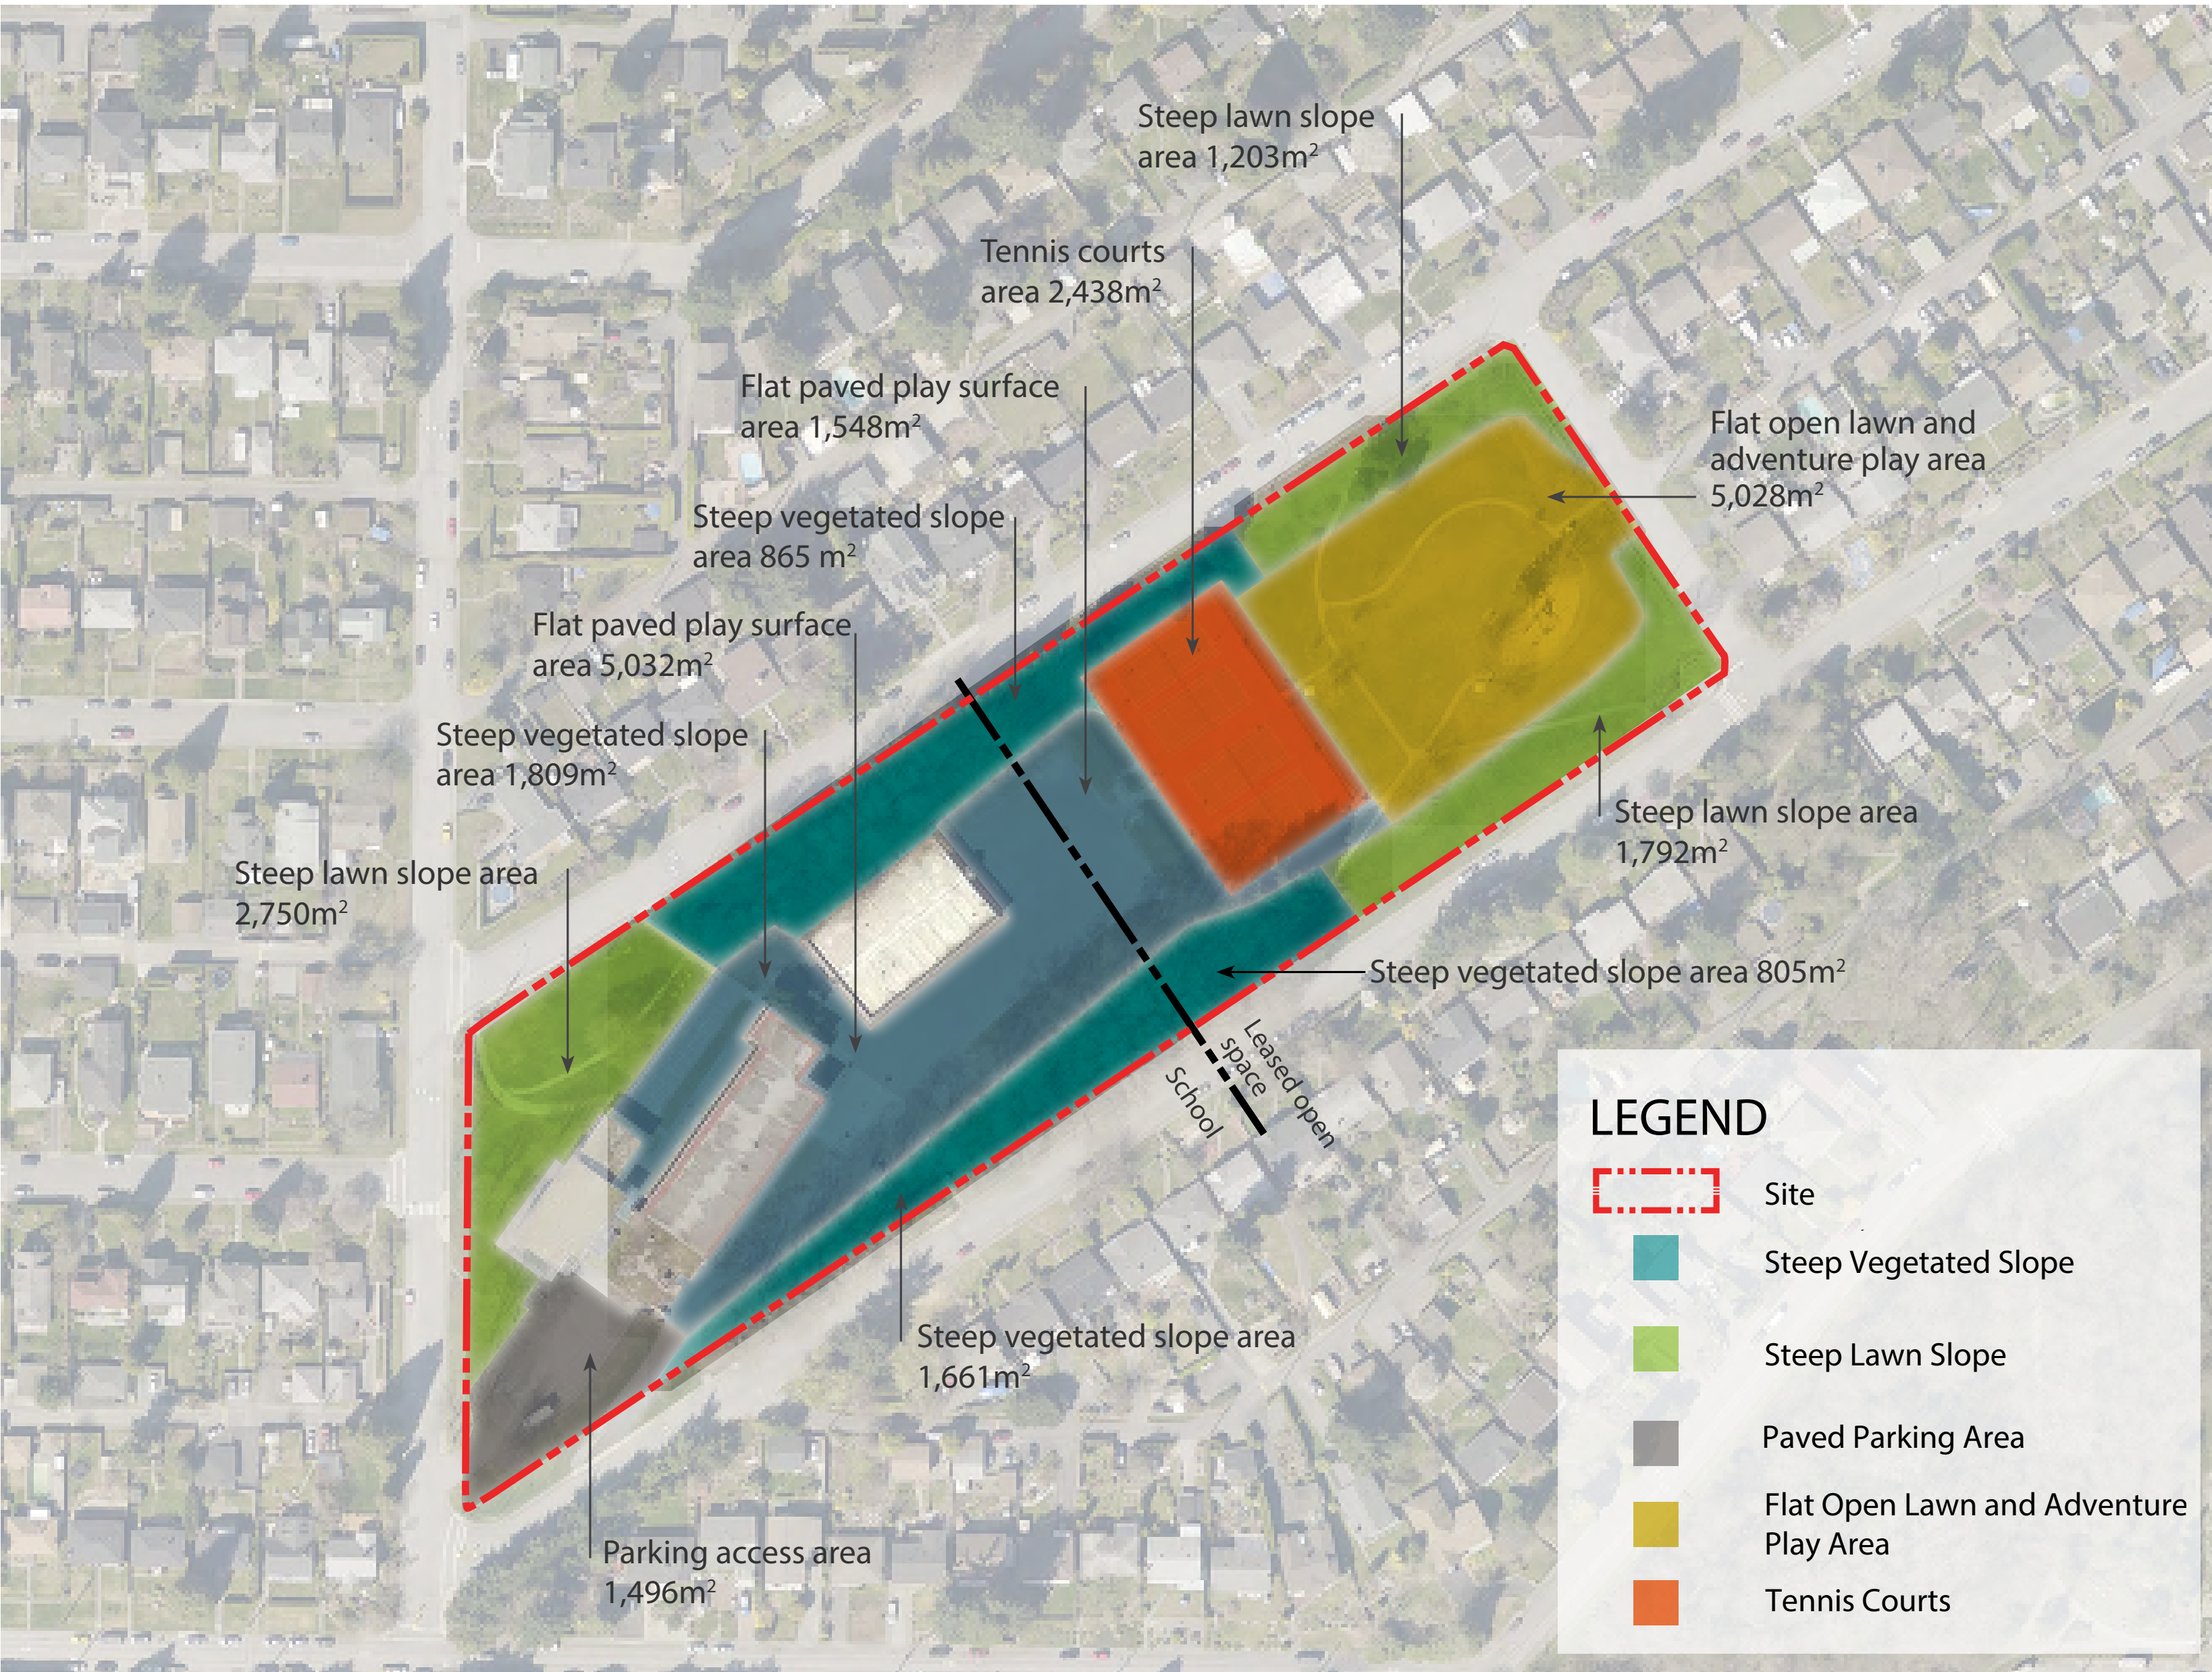 Steep lawn slope
area 1,203m²
Tennis courts
area 2,438m²
Flat paved play surface
area 1,548m²
Flat open lawn and
adventure play area
5,028m²
Steep vegetated slope
area 865 m²
Flat paved play surface
area 5,032m²
Steep vegetated slope
area 1,809m²
Steep lawn slope area
1,792m²
Steep lawn slope area
2,750m²
Steep vegetated slope area 805m²
Leased open
space
School
Steep vegetated slope area
1,661m²
Parking access area
1,496m²
LEGEND
Site
Steep Vegetated Slope
Steep Lawn Slope
Paved Parking Area
Flat Open Lawn and Adventure
Play Area
Tennis Courts